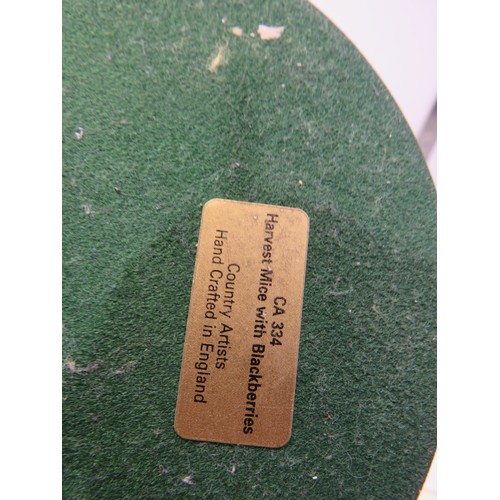 CA 334
Harvest Mice with Blackberries
Country Artists
Hand Crafted in England